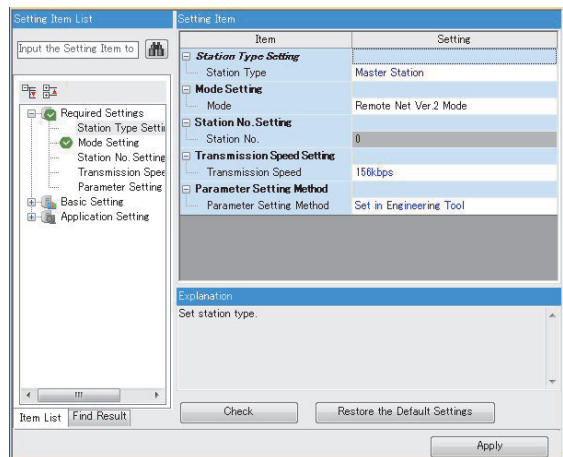 Setting Item List
Input the Setting Item to
Required Settings
Station Type Settin
Mode Setting
Station No. Setting
Transmission Spee
Parameter Setting
Basic Setting
Application Setting
Item List
Find Result
Setting Item
Item Setting
Station Type Setting
Station Type Master Station
Mode Setting
Mode Remote Net Ver.2 Mode
Station No. Setting
Station No. 0
Transmission Speed Setting
Transmission Speed 156kbps
Parameter Setting Method
Parameter Setting Method Set in Engineering Tool
Explanation
Set station type.
Check Restore the Default Settings
Apply